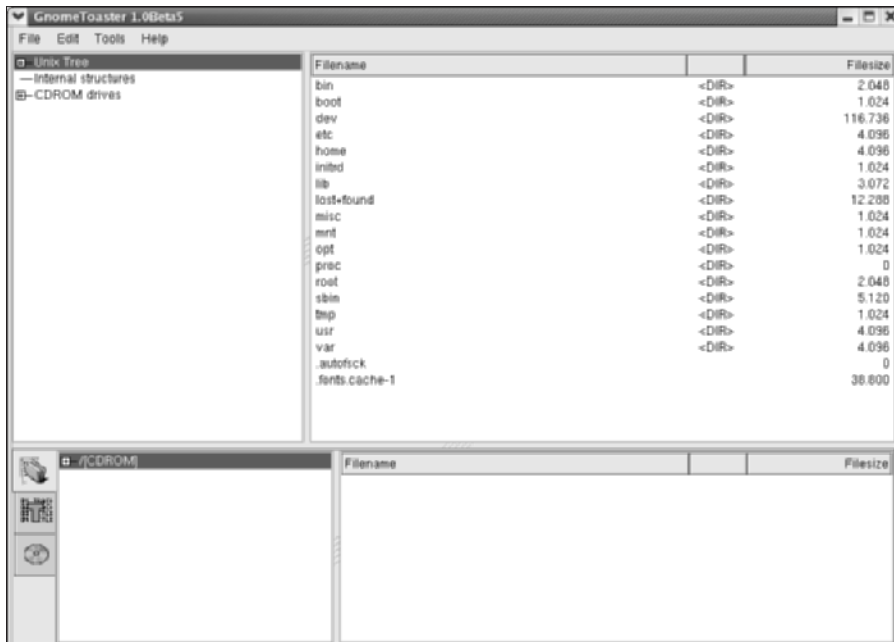 GnomeToaster 1.0Beta5
File Edit Tools Help
Unix Tree
Internal structures
CDROM drives
Filename Filesize
bin <DIR> 2.048
boot <DIR> 1.024
dev <DIR> 116.736
etc <DIR> 4.096
home <DIR> 4.096
initrd <DIR> 1.024
lib <DIR> 3.072
lost+found <DIR> 12.288
misc <DIR> 1.024
mnt <DIR> 1.024
opt <DIR> 1.024
proc <DIR> 0
root <DIR> 2.048
sbin <DIR> 5.120
tmp <DIR> 1.024
usr <DIR> 4.096
var <DIR> 4.096
.autofsck 0
.fonts.cache-1 38.800
/[CDROM]
Filename Filesize